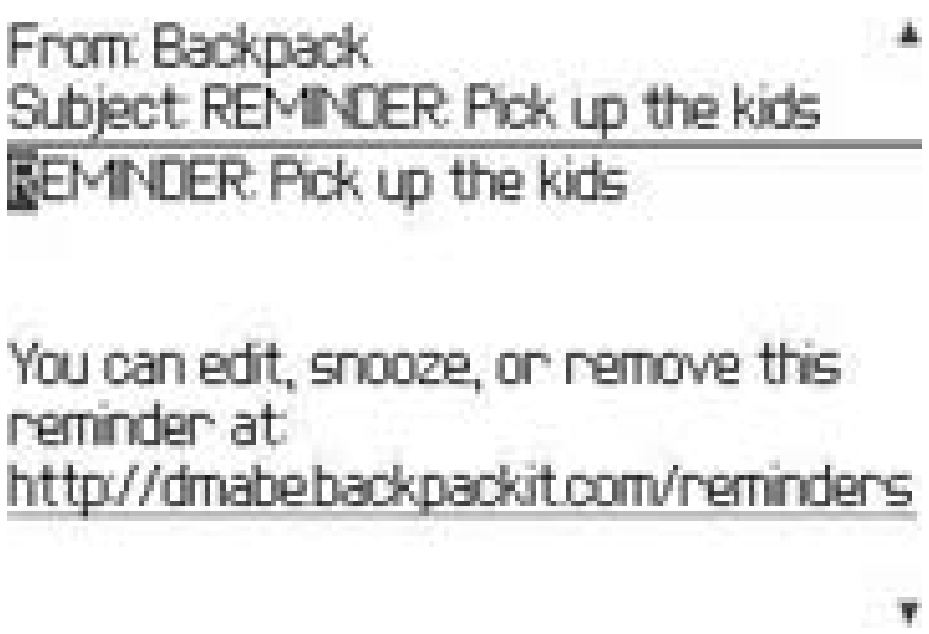 From: Backpack
Subject: REMINDER: Pick up the kids
REMINDER: Pick up the kids
You can edit, snooze, or remove this
reminder at:
http://dmabe.backpackit.com/reminders